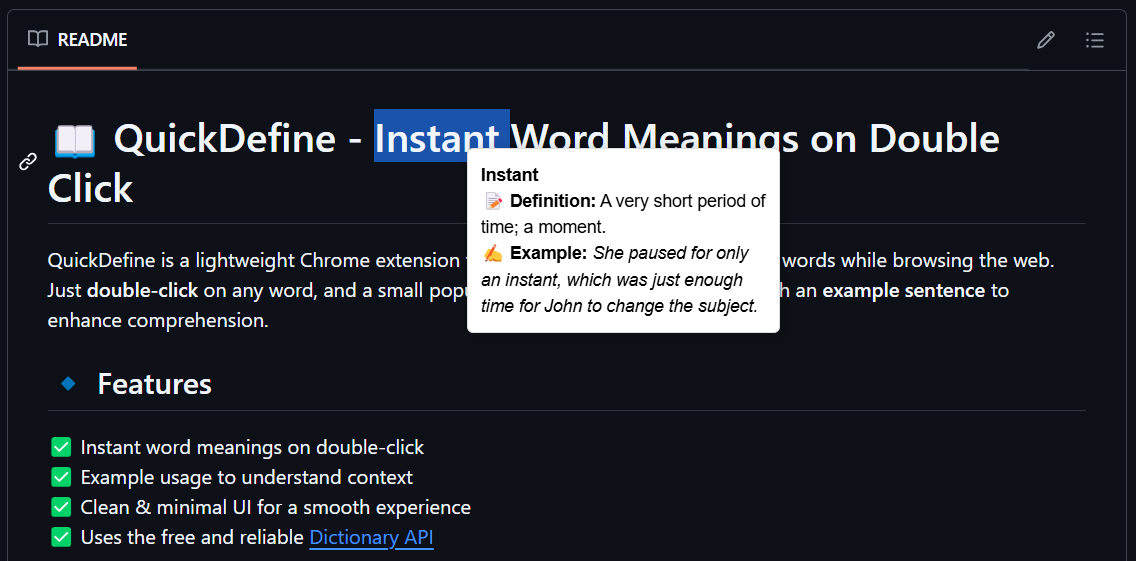 README
📖 QuickDefine - Instant Word Meanings on Double
Click
Instant
📝 Definition: A very short period of
time; a moment.
✍️ Example: She paused for only
an instant, which was just enough
time for John to change the subject.
QuickDefine is a lightweight Chrome extension words while browsing the web.
Just double-click on any word, and a small an example sentence to
enhance comprehension.
🔹 Features
✅ Instant word meanings on double-click
✅ Example usage to understand context
✅ Clean & minimal UI for a smooth experience
✅ Uses the free and reliable Dictionary API